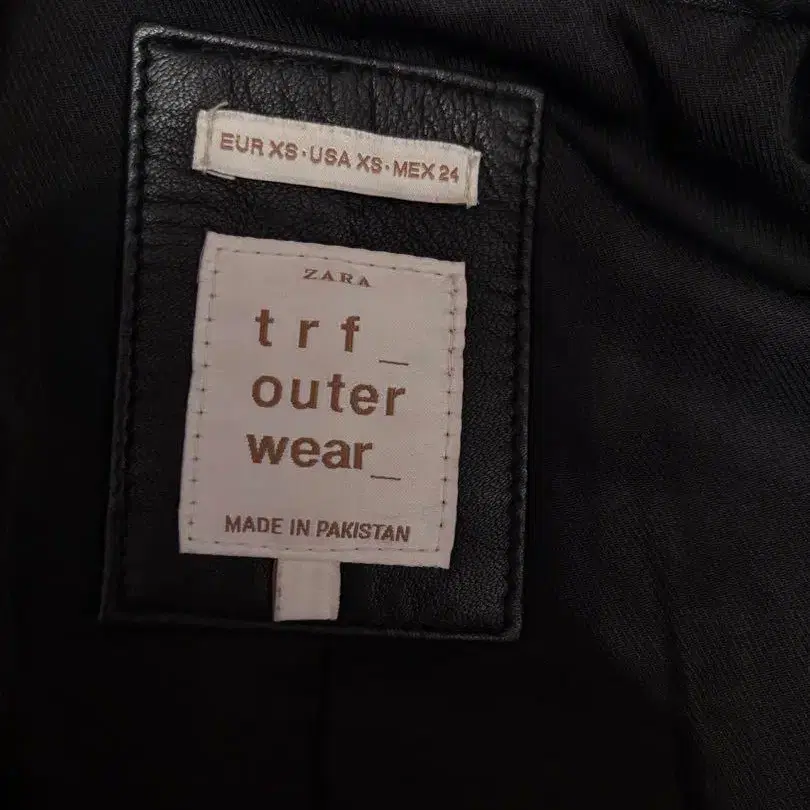 EUR XS·USA XS·MEX 24
ZARA
trf_
outer
wear_
MADE IN PAKISTAN